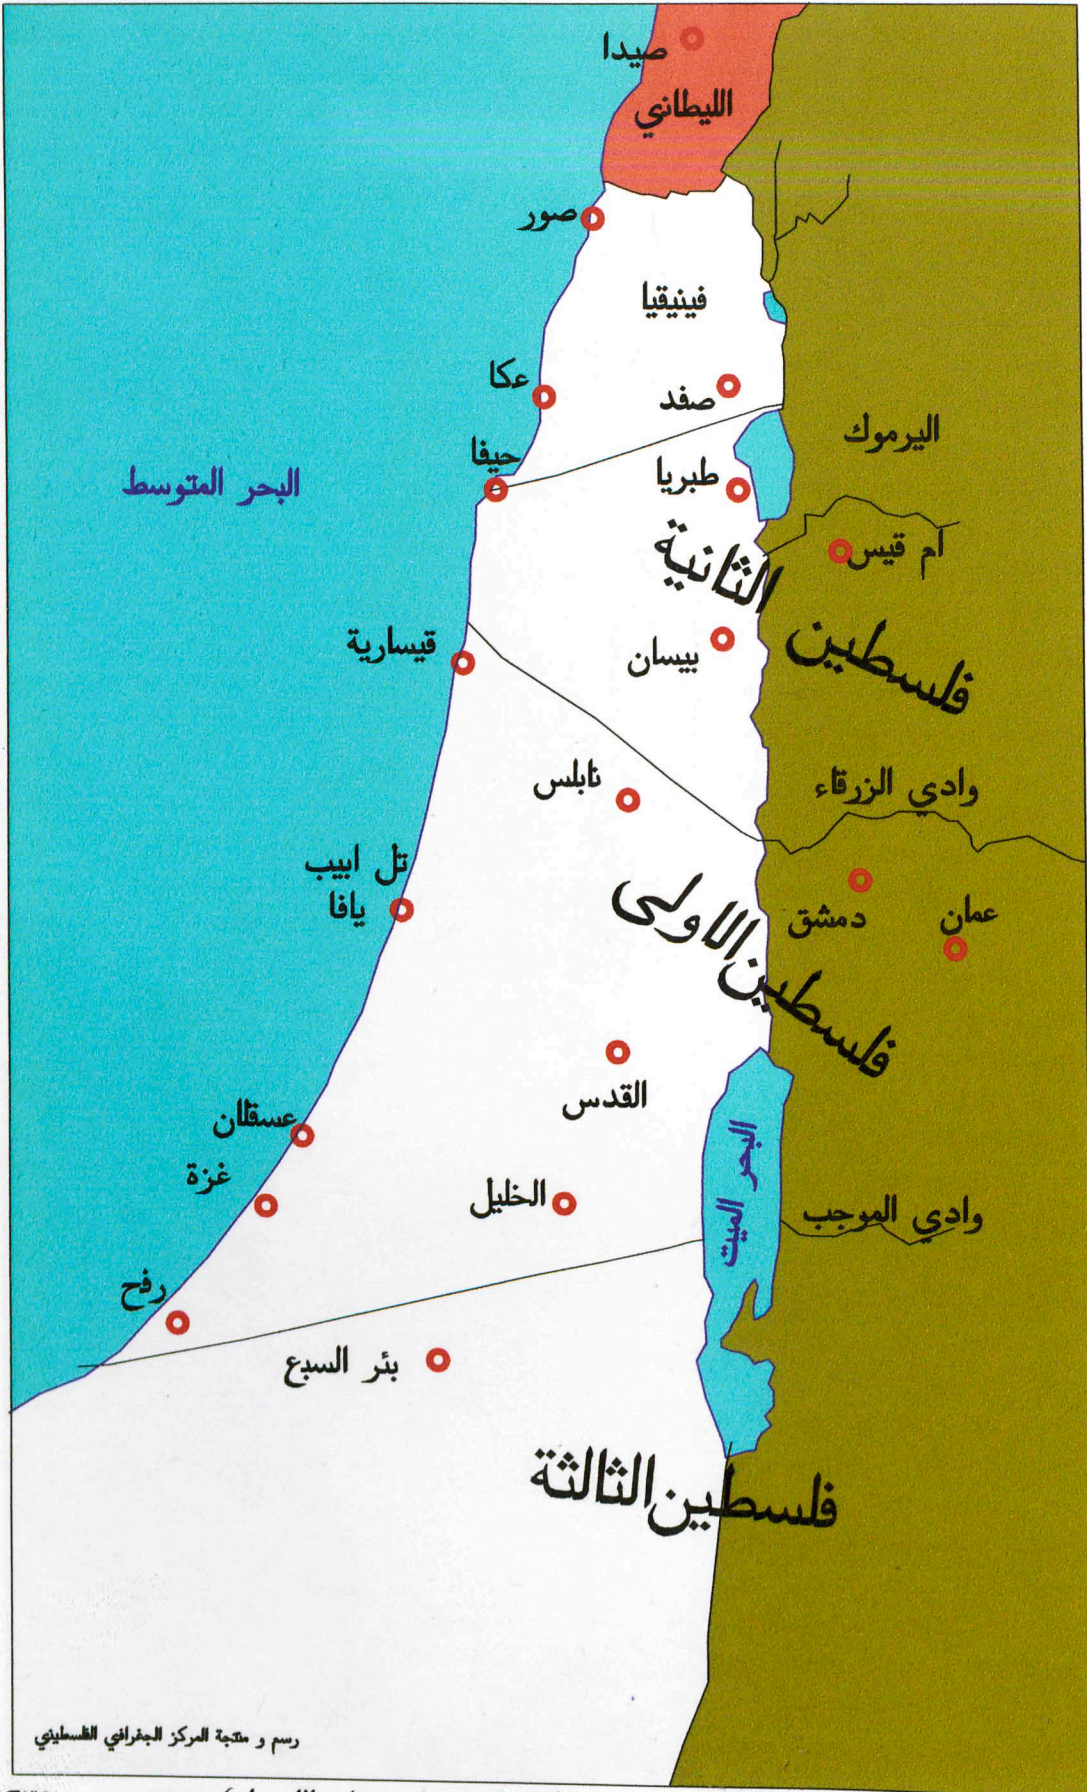 صيدا
الليطاني
صور
فينيقيا
عكا
صفد
اليرموك
حيفا
طبريا
البحر المتوسط
ام قيس
فلسطين الثانية
قيسارية
بيسان
نابلس
وادي الزرقاء
تل ابيب
يافا
دمشق
عمان
فلسطين الاولى
القدس
عسقلان
غزة
الخليل
البحر الميت
وادي الموجب
رفح
بئر السبع
فلسطين الثالثة
رسم و منتجة المركز الجغرافي الفلسطيني